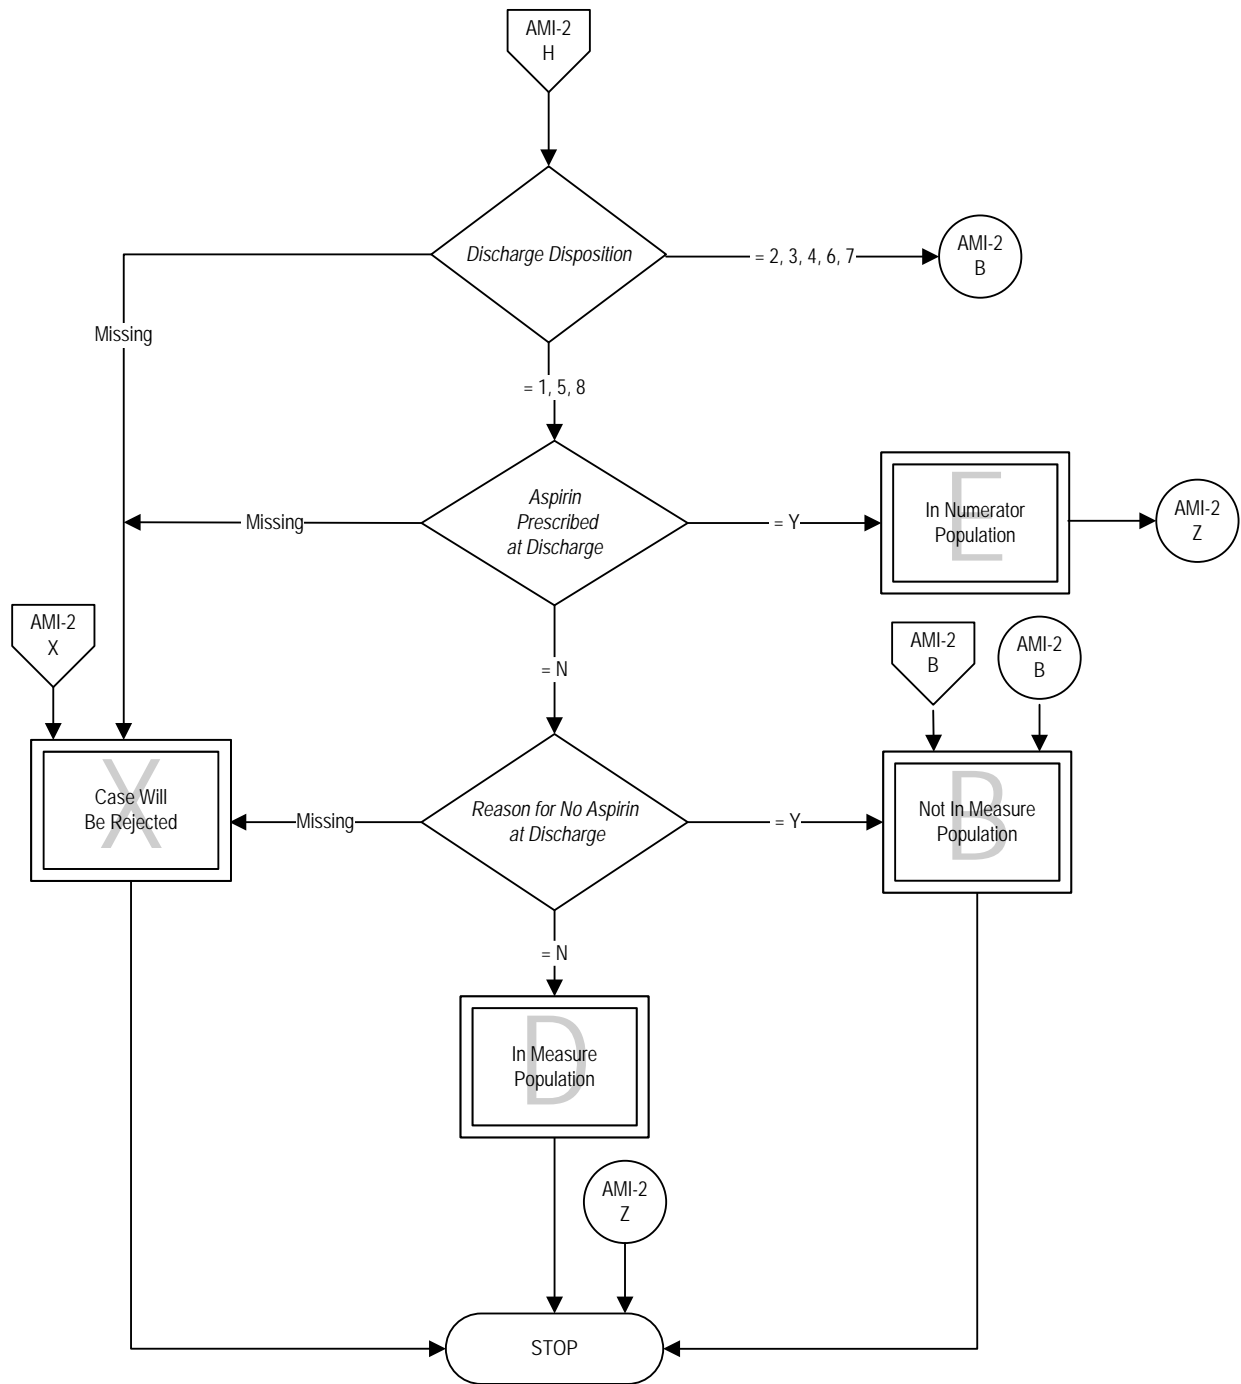 AMI-2
H
Discharge Disposition
= 2, 3, 4, 6, 7
AMI-2
B
Missing
= 1, 5, 8
Aspirin
Prescribed
at Discharge
Missing
= Y
E
In Numerator
Population
AMI-2
Z
AMI-2
X
= N
AMI-2
B
AMI-2
B
X
Case Will
Be Rejected
Missing
Reason for No Aspirin
at Discharge
= Y
B
Not In Measure
Population
= N
D
In Measure
Population
AMI-2
Z
STOP